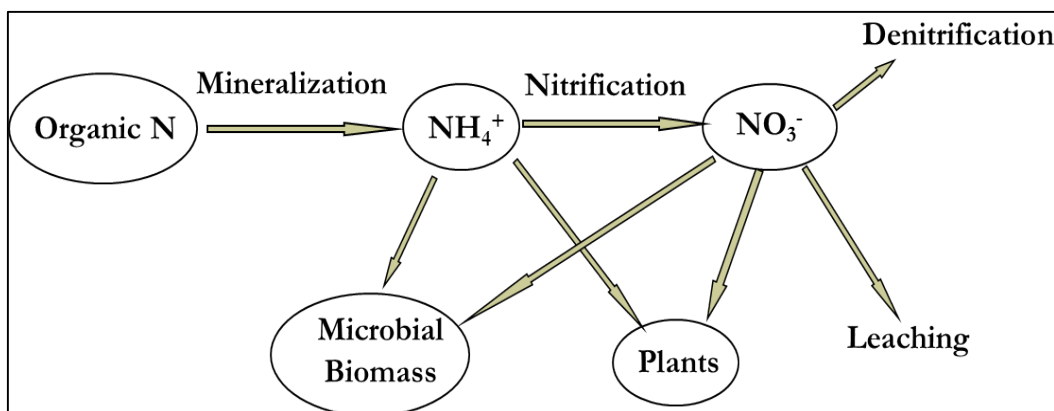 Denitrification
Mineralization
Nitrification
Organic N
NH₄⁺
NO₃⁻
Microbial
Biomass
Plants
Leaching